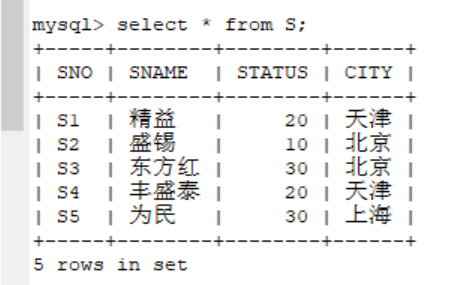 mysql> select * from S;
+-----+--------+--------+------+
| SNO | SNAME | STATUS | CITY |
+-----+--------+--------+------+
| S1 | 精益 | 20 | 天津 |
| S2 | 盛锡 | 10 | 北京 |
| S3 | 东方红 | 30 | 北京 |
| S4 | 丰盛泰 | 20 | 天津 |
| S5 | 为民 | 30 | 上海 |
+-----+--------+--------+------+
5 rows in set